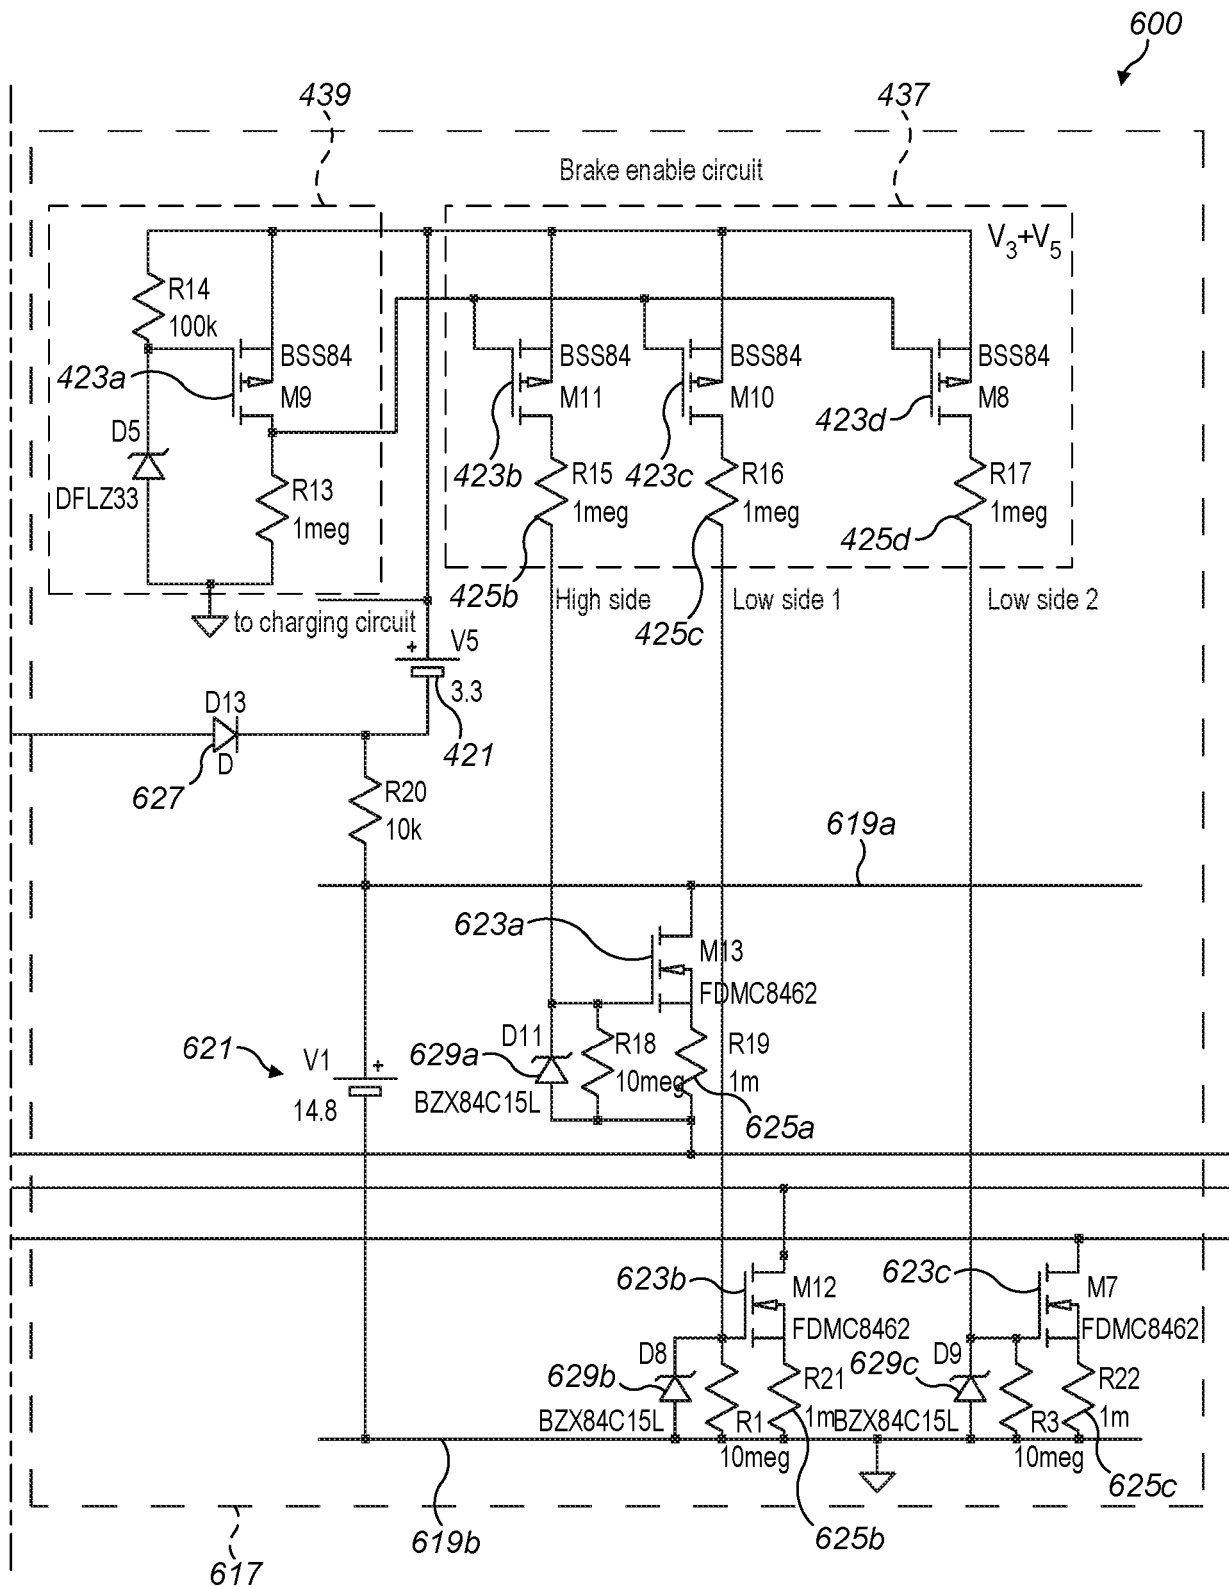 600
439
437
Brake enable circuit
V3+V5
R14
100k
BSS84
M9
423a
D5
DFLZ33
R13
1meg
BSS84
M11
423b
BSS84
M10
423c
BSS84
M8
423d
R15
1meg
R16
1meg
R17
1meg
425b
425c
425d
High side
Low side 1
Low side 2
to charging circuit
+
V5
3.3
421
D13
D
627
R20
10k
619a
623a
M13
FDMC8462
D11
629a
BZX84C15L
R18
10meg
R19
1m
625a
621
V1
+
14.8
623b
M12
FDMC8462
623c
M7
FDMC8462
D8
629b
BZX84C15L
R1
10meg
R21
1m
D9
629c
BZX84C15L
R3
10meg
R22
1m
625c
625b
619b
617